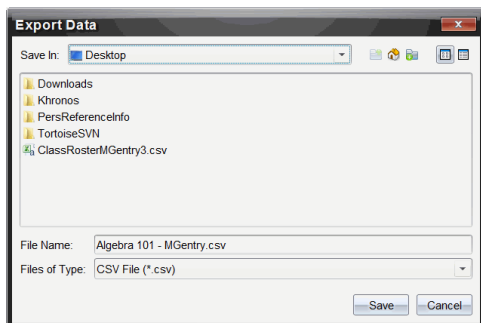 Export Data
Save In: Desktop
Downloads
Khronos
PersReferenceInfo
TortoiseSVN
ClassRosterMGentry3.csv
File Name: Algebra 101 - MGentry.csv
Files of Type: CSV File (*.csv)
Save Cancel